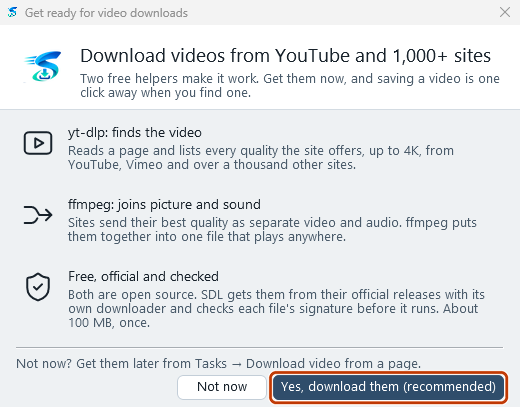 Get ready for video downloads
Download videos from YouTube and 1,000+ sites
Two free helpers make it work. Get them now, and saving a video is one
click away when you find one.
yt-dlp: finds the video
Reads a page and lists every quality the site offers, up to 4K, from
YouTube, Vimeo and over a thousand other sites.
ffmpeg: joins picture and sound
Sites send their best quality as separate video and audio. ffmpeg puts
them together into one file that plays anywhere.
Free, official and checked
Both are open source. SDL gets them from their official releases with its
own downloader and checks each file's signature before it runs. About
100 MB, once.
Not now? Get them later from Tasks → Download video from a page.
Not now
Yes, download them (recommended)